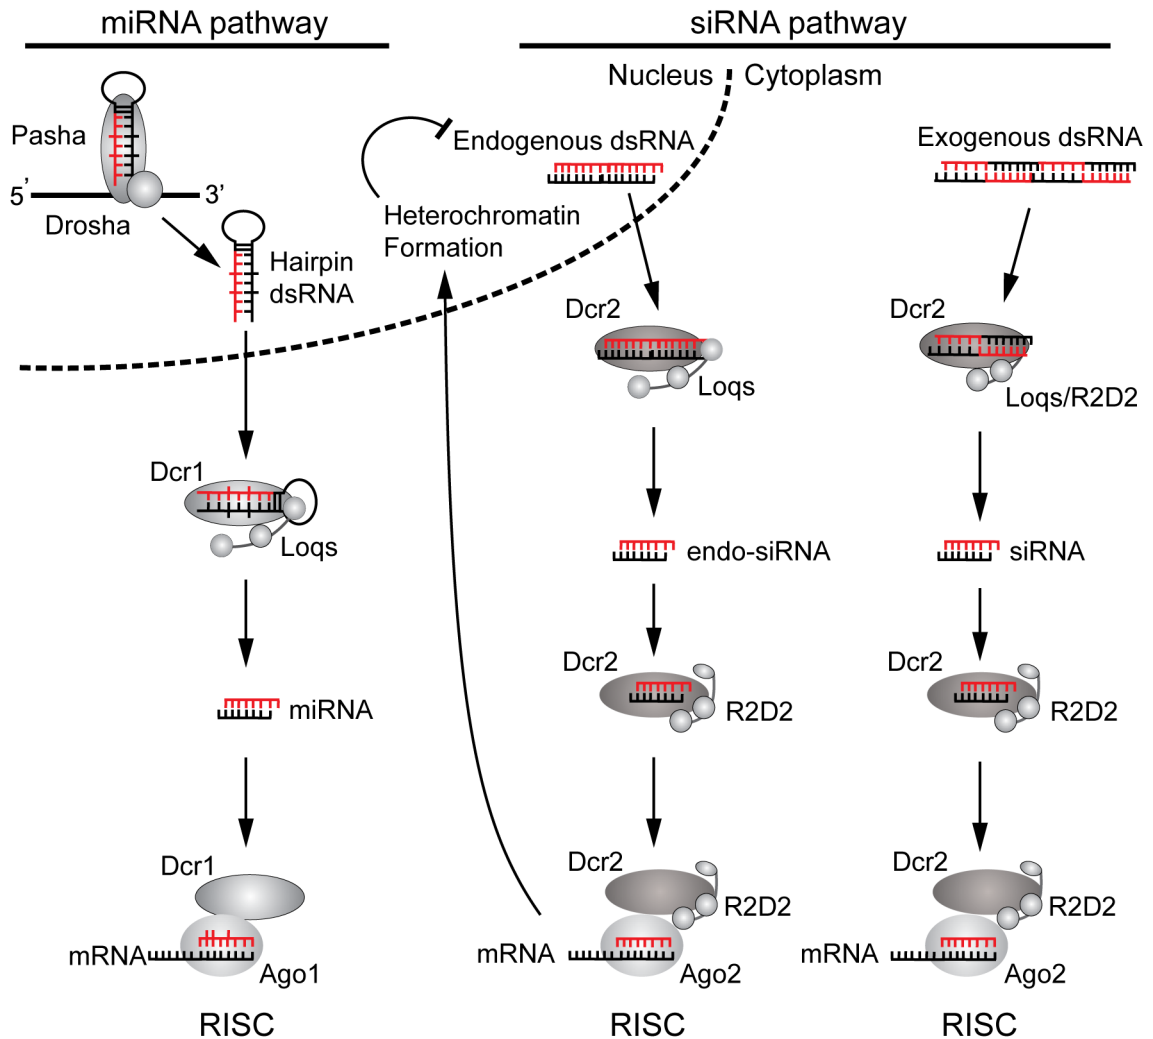 miRNA pathway
siRNA pathway
Nucleus
Cytoplasm
Pasha
5’
3’
Drosha
Hairpin
dsRNA
Endogenous dsRNA
Exogenous dsRNA
Heterochromatin
Formation
Dcr2
Loqs
Dcr2
Loqs/R2D2
Dcr1
Loqs
endo-siRNA
siRNA
miRNA
Dcr2
R2D2
Dcr2
R2D2
Dcr1
mRNA
Ago1
RISC
Dcr2
R2D2
mRNA
Ago2
RISC
Dcr2
R2D2
mRNA
Ago2
RISC